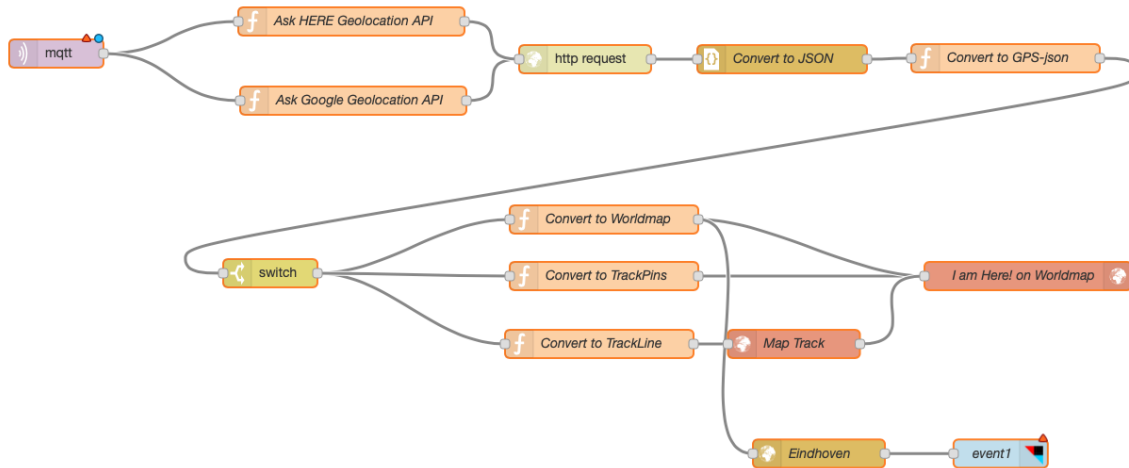 Ask HERE Geolocation API
mqtt
http request
Convert to JSON
Convert to GPS-json
Ask Google Geolocation API
Convert to Worldmap
switch
Convert to TrackPins
I am Here! on Worldmap
Convert to TrackLine
Map Track
Eindhoven
event1